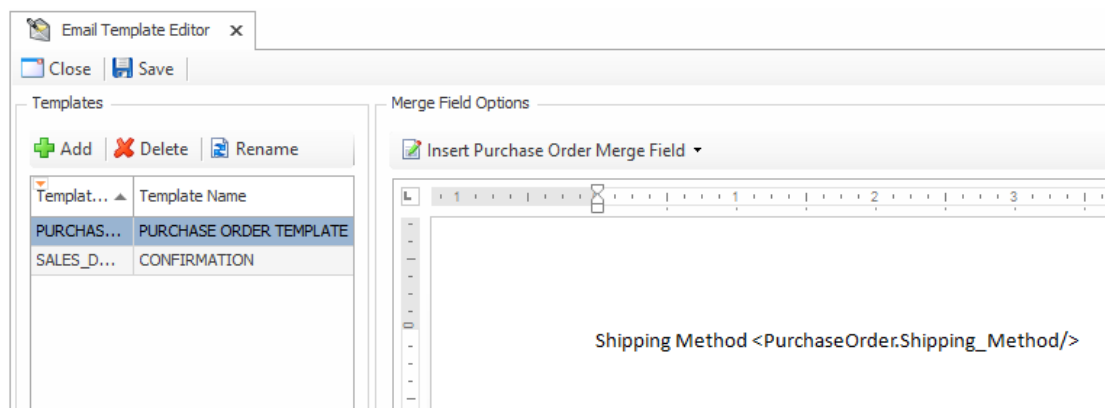 Email Template Editor x
Close Save
Templates
Merge Field Options
Add Delete Rename
Insert Purchase Order Merge Field
Templat... Template Name
L 1 1 2 3
PURCHAS... PURCHASE ORDER TEMPLATE
SALES_D... CONFIRMATION
0
Shipping Method <PurchaseOrder.Shipping_Method/>